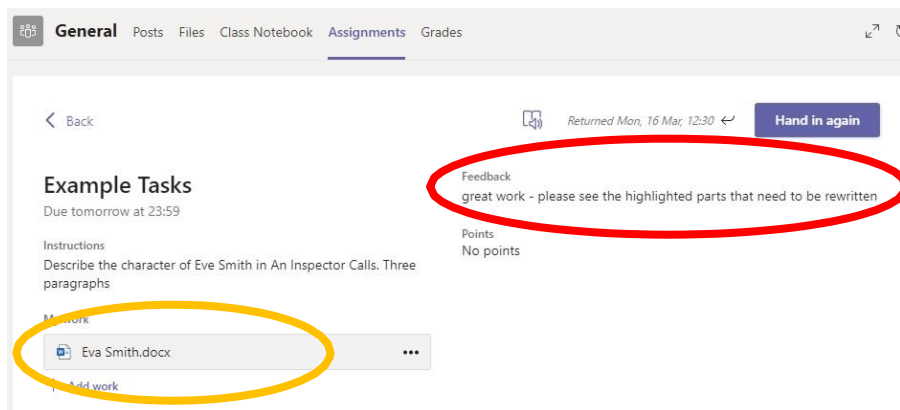 General Posts Files Class Notebook Assignments Grades
Back
Returned Mon, 16 Mar, 12:30
Hand in again
Example Tasks
Due tomorrow at 23:59
Instructions
Describe the character of Eve Smith in An Inspector Calls. Three
paragraphs
My work
Eva Smith.docx
Add work
Feedback
great work - please see the highlighted parts that need to be rewritten
Points
No points